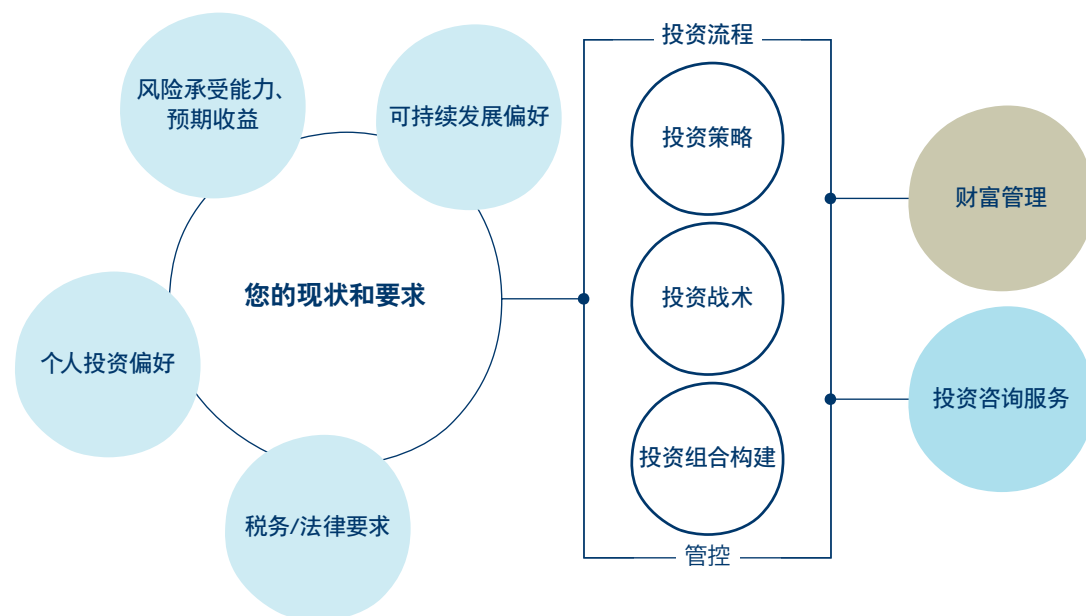 风险承受能力、
预期收益
可持续发展偏好
您的现状和要求
个人投资偏好
税务/法律要求
投资流程
投资策略
投资战术
投资组合构建
管控
财富管理
投资咨询服务